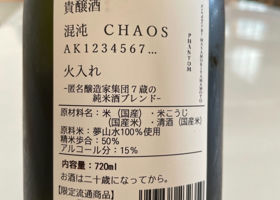 貴醸酒
混沌 CHAOS
AK1234567...
火入れ
-匿名醸造家集団7蔵の
純米酒ブレンド-
原材料名：米（国産）・米こうじ
（国産米）・清酒（国産米）
原料米：夢山水100%使用
精米歩合：50%
アルコール分：15%
内容量：720ml
お酒は二十歳になってから。
【限定流通商品】
PHANTOM